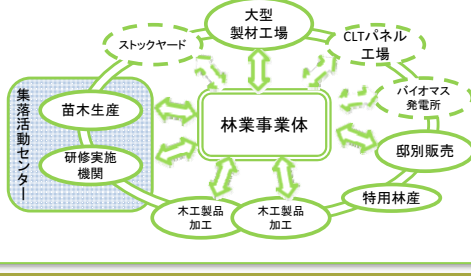 大型
製材工場
ストックヤード
CLTパネル
工場
バイオマス
発電所
集落活動センター
苗木生産
林業事業体
研修実施
機関
邸別販売
特用林産
木工製品
加工
木工製品
加工